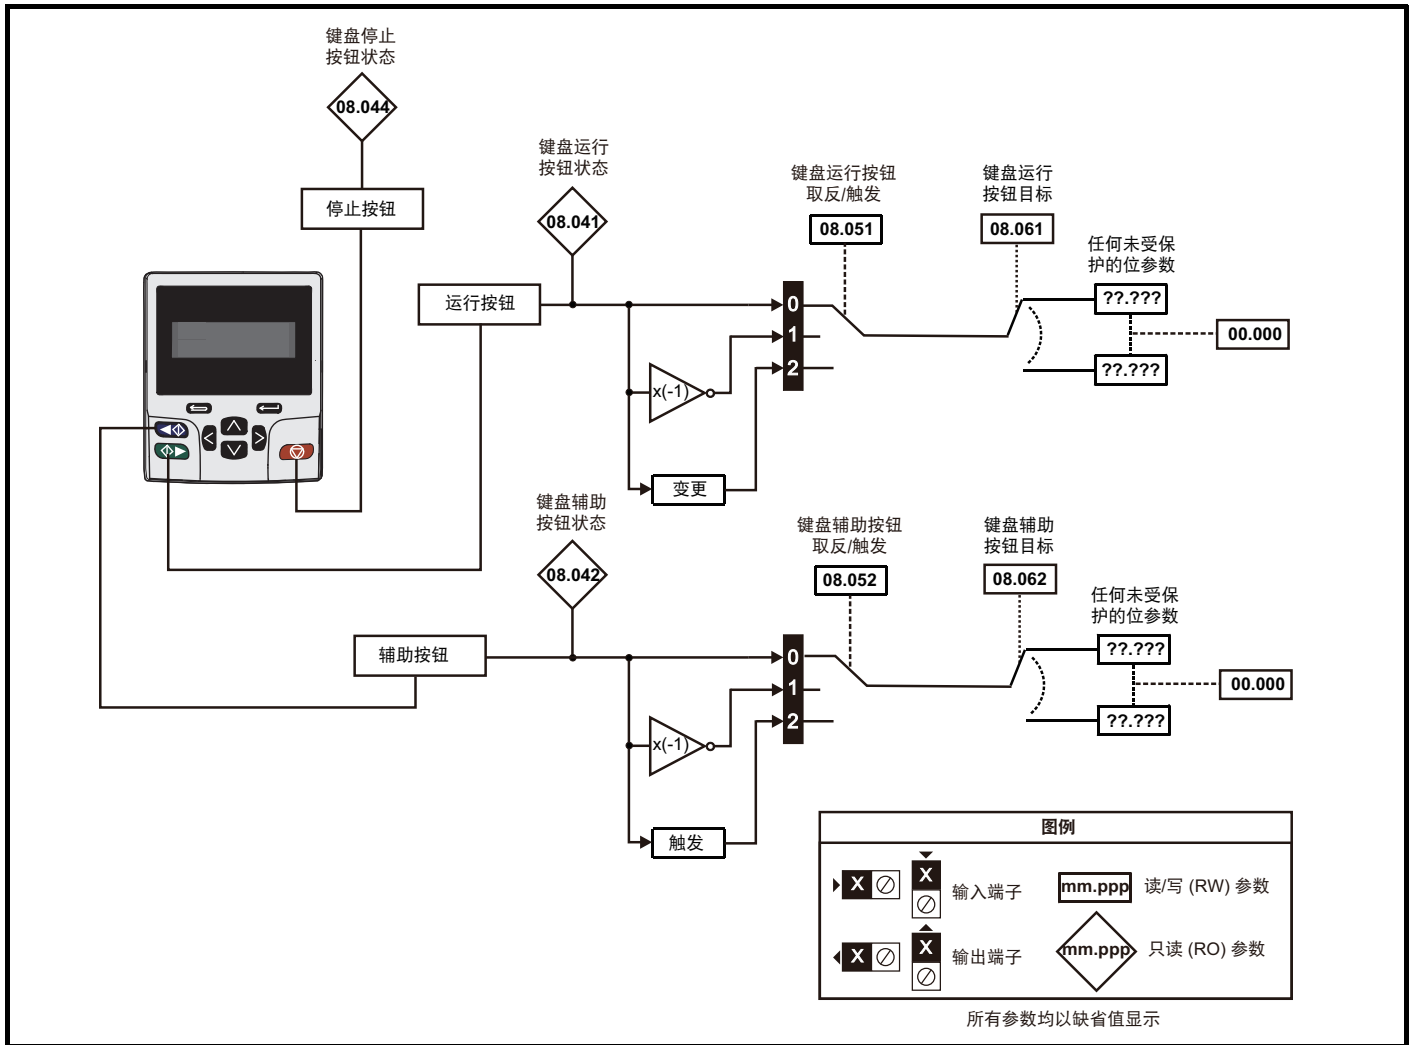 键盘停止
按钮状态
08.044
停止按钮
键盘运行
按钮状态
08.041
运行按钮
键盘运行按钮
取反/触发
08.051
键盘运行
按钮目标
08.061
任何未受保
护的位参数
??.???
??.???
00.000
0
1
2
x(-1)
变更
键盘辅助
按钮状态
08.042
辅助按钮
键盘辅助按钮
取反/触发
08.052
键盘辅助
按钮目标
08.062
任何未受保
护的位参数
??.???
??.???
00.000
0
1
2
x(-1)
触发
图例
X
X
输入端子
mm.ppp
读/写 (RW) 参数
X
X
输出端子
mm.ppp
只读 (RO) 参数
所有参数均以缺省值显示